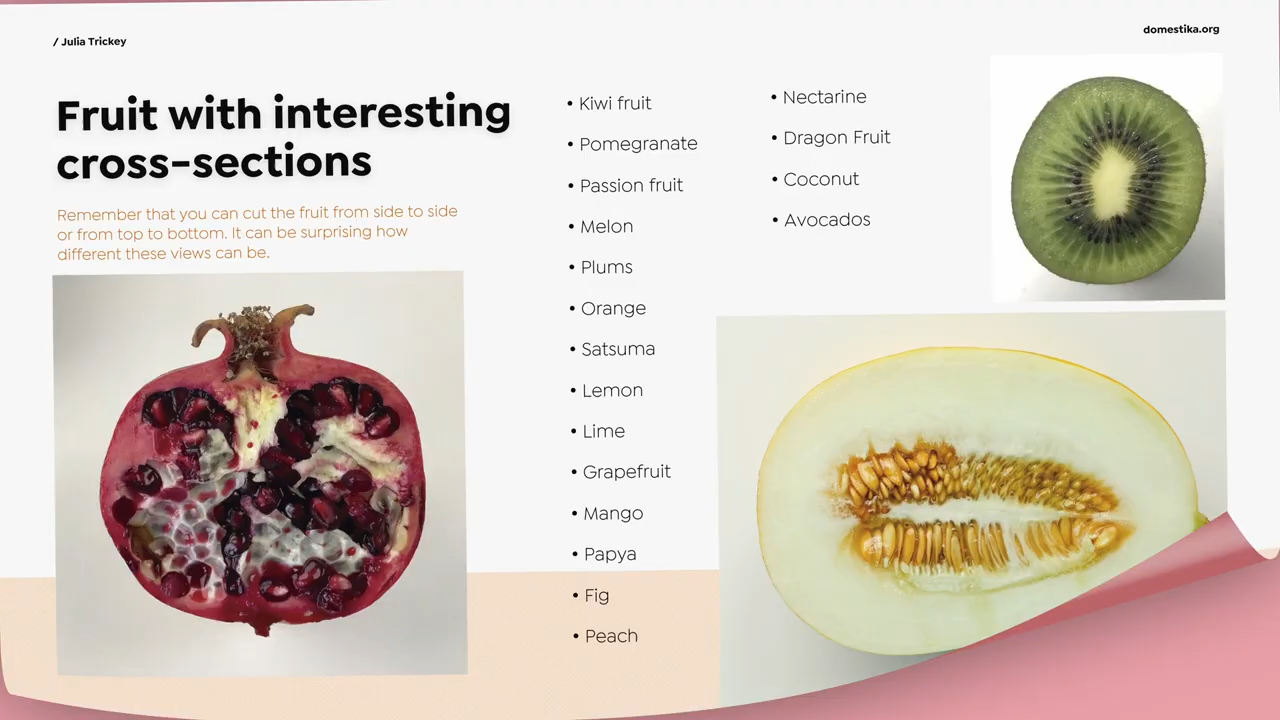 / Julia Trickey
domestika.org
Fruit with interesting
cross-sections
Remember that you can cut the fruit from side to side
or from top to bottom. It can be surprising how
different these views can be.
• Kiwi fruit
• Pomegranate
• Passion fruit
• Melon
• Plums
• Orange
• Satsuma
• Lemon
• Lime
• Grapefruit
• Mango
• Papya
• Fig
• Peach
• Nectarine
• Dragon Fruit
• Coconut
• Avocados